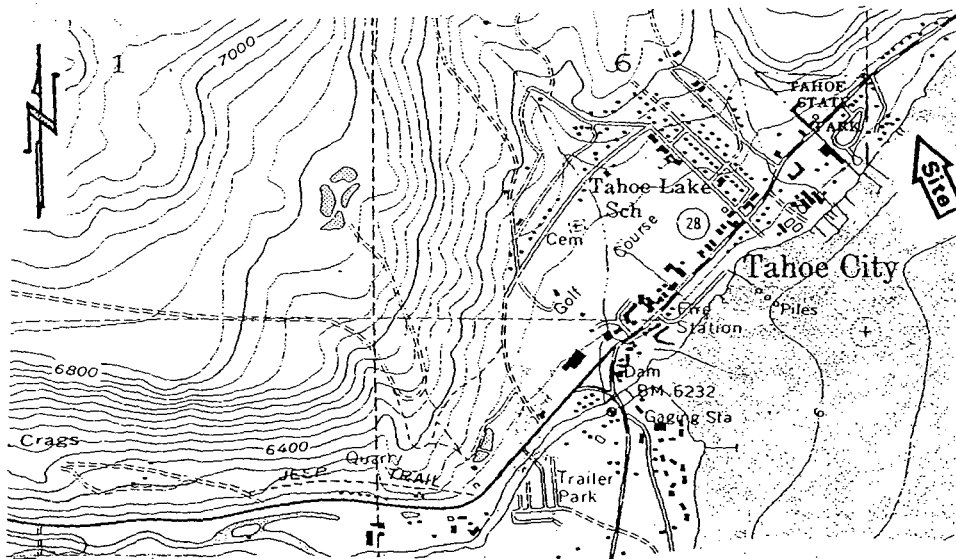 1
7000
6
TAHOE
STATE
PARK
Site
Tahoe Lake
Sch
28
Cem
Golf Course
Tahoe City
Fire
Station
Piles
6800
Dam
BM 6232
Gaging Sta
Crags
6400
Quarry
JEEP TRAIL
Trailer
Park